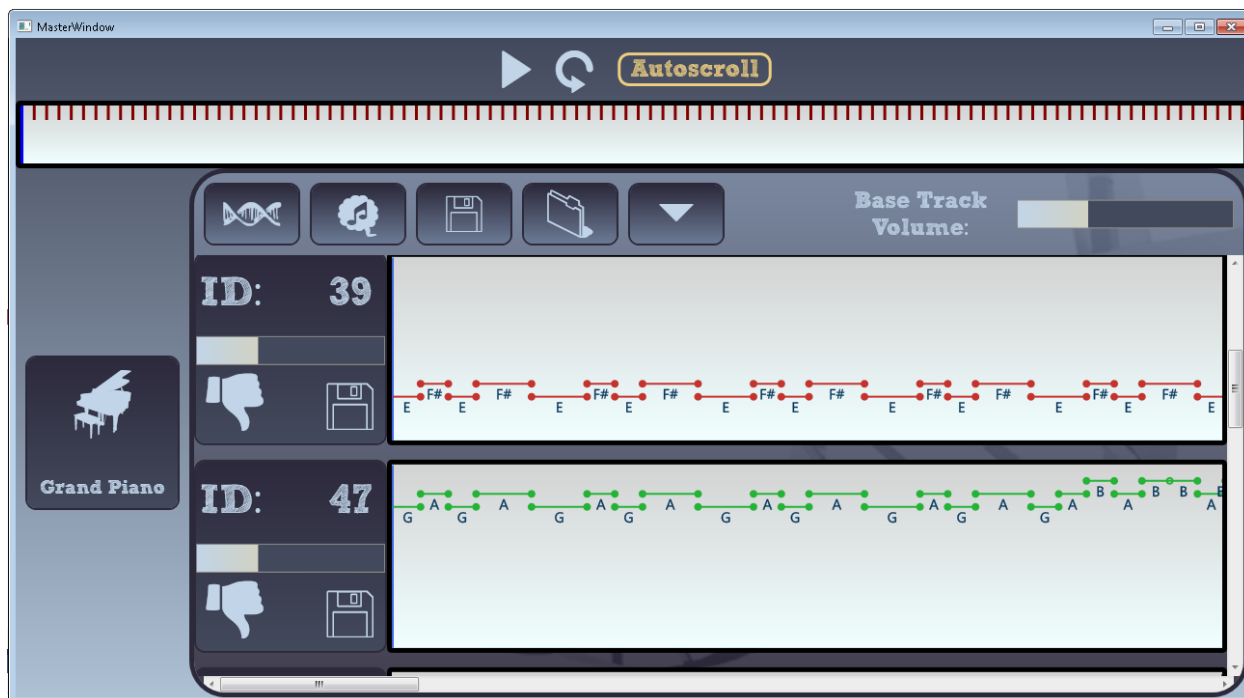 MasterWindow
Autoscroll
Base Track
Volume:
ID: 39
F# F# F# F# F# F# F# F# F# F#
E E E E E E E E E E E
Grand Piano
ID: 47
B B B B
A A A A A A A A A A A
G G G G G G G G G